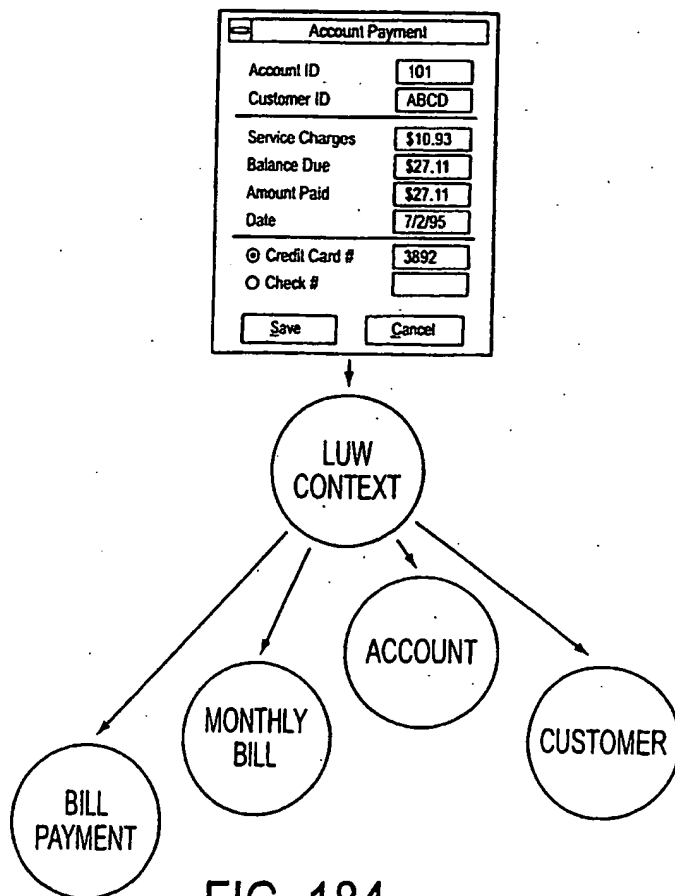 Account Payment
Account ID 101
Customer ID ABCD
Service Charges $10.93
Balance Due $27.11
Amount Paid $27.11
Date 7/2/95
Credit Card # 3892
Check #
Save Cancel
LUW
CONTEXT
ACCOUNT
MONTHLY
BILL
CUSTOMER
BILL
PAYMENT
FIG. 184